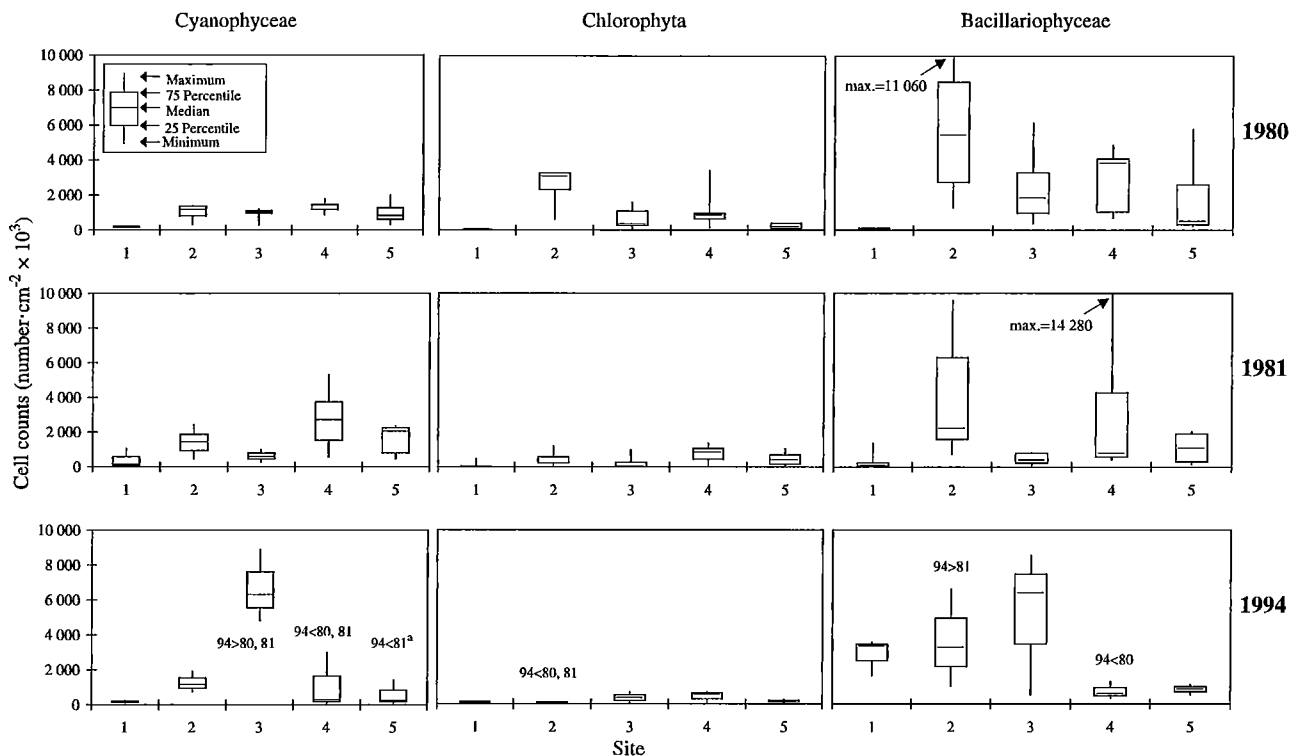 Cyanophyceae
Chlorophyta
Bacillariophyceae
Cell counts (number·cm⁻² × 10³)
10 000
8 000
6 000
4 000
2 000
0
Maximum
75 Percentile
Median
25 Percentile
Minimum
1 2 3 4 5
1 2 3 4 5
max.=11 060
1 2 3 4 5
1980
10 000
8 000
6 000
4 000
2 000
0
1 2 3 4 5
1 2 3 4 5
max.=14 280
1 2 3 4 5
1981
10 000
8 000
6 000
4 000
2 000
0
94>80, 81
94<80, 81
94<81ᵃ
1 2 3 4 5
94<80, 81
1 2 3 4 5
94>81
94<80
1 2 3 4 5
1994
Site